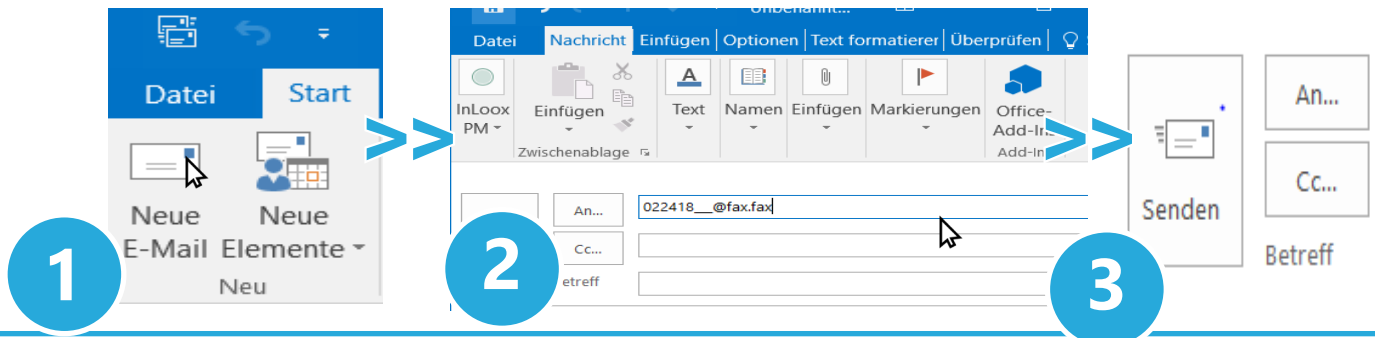 Datei Start
Neue Neue
E-Mail Elemente
Neu
>>
1
Unbenannt...
Datei Nachricht Einfügen Optionen Text formatierer Überprüfen
InLoox
PM
Einfügen
Zwischenablage
A
Text
Namen
Einfügen
Markierungen
Office-
Add-Ins
Add-In
An...
022418__@fax.fax
Cc...
etreff
2
>>
Senden
An...
Cc...
Betreff
3